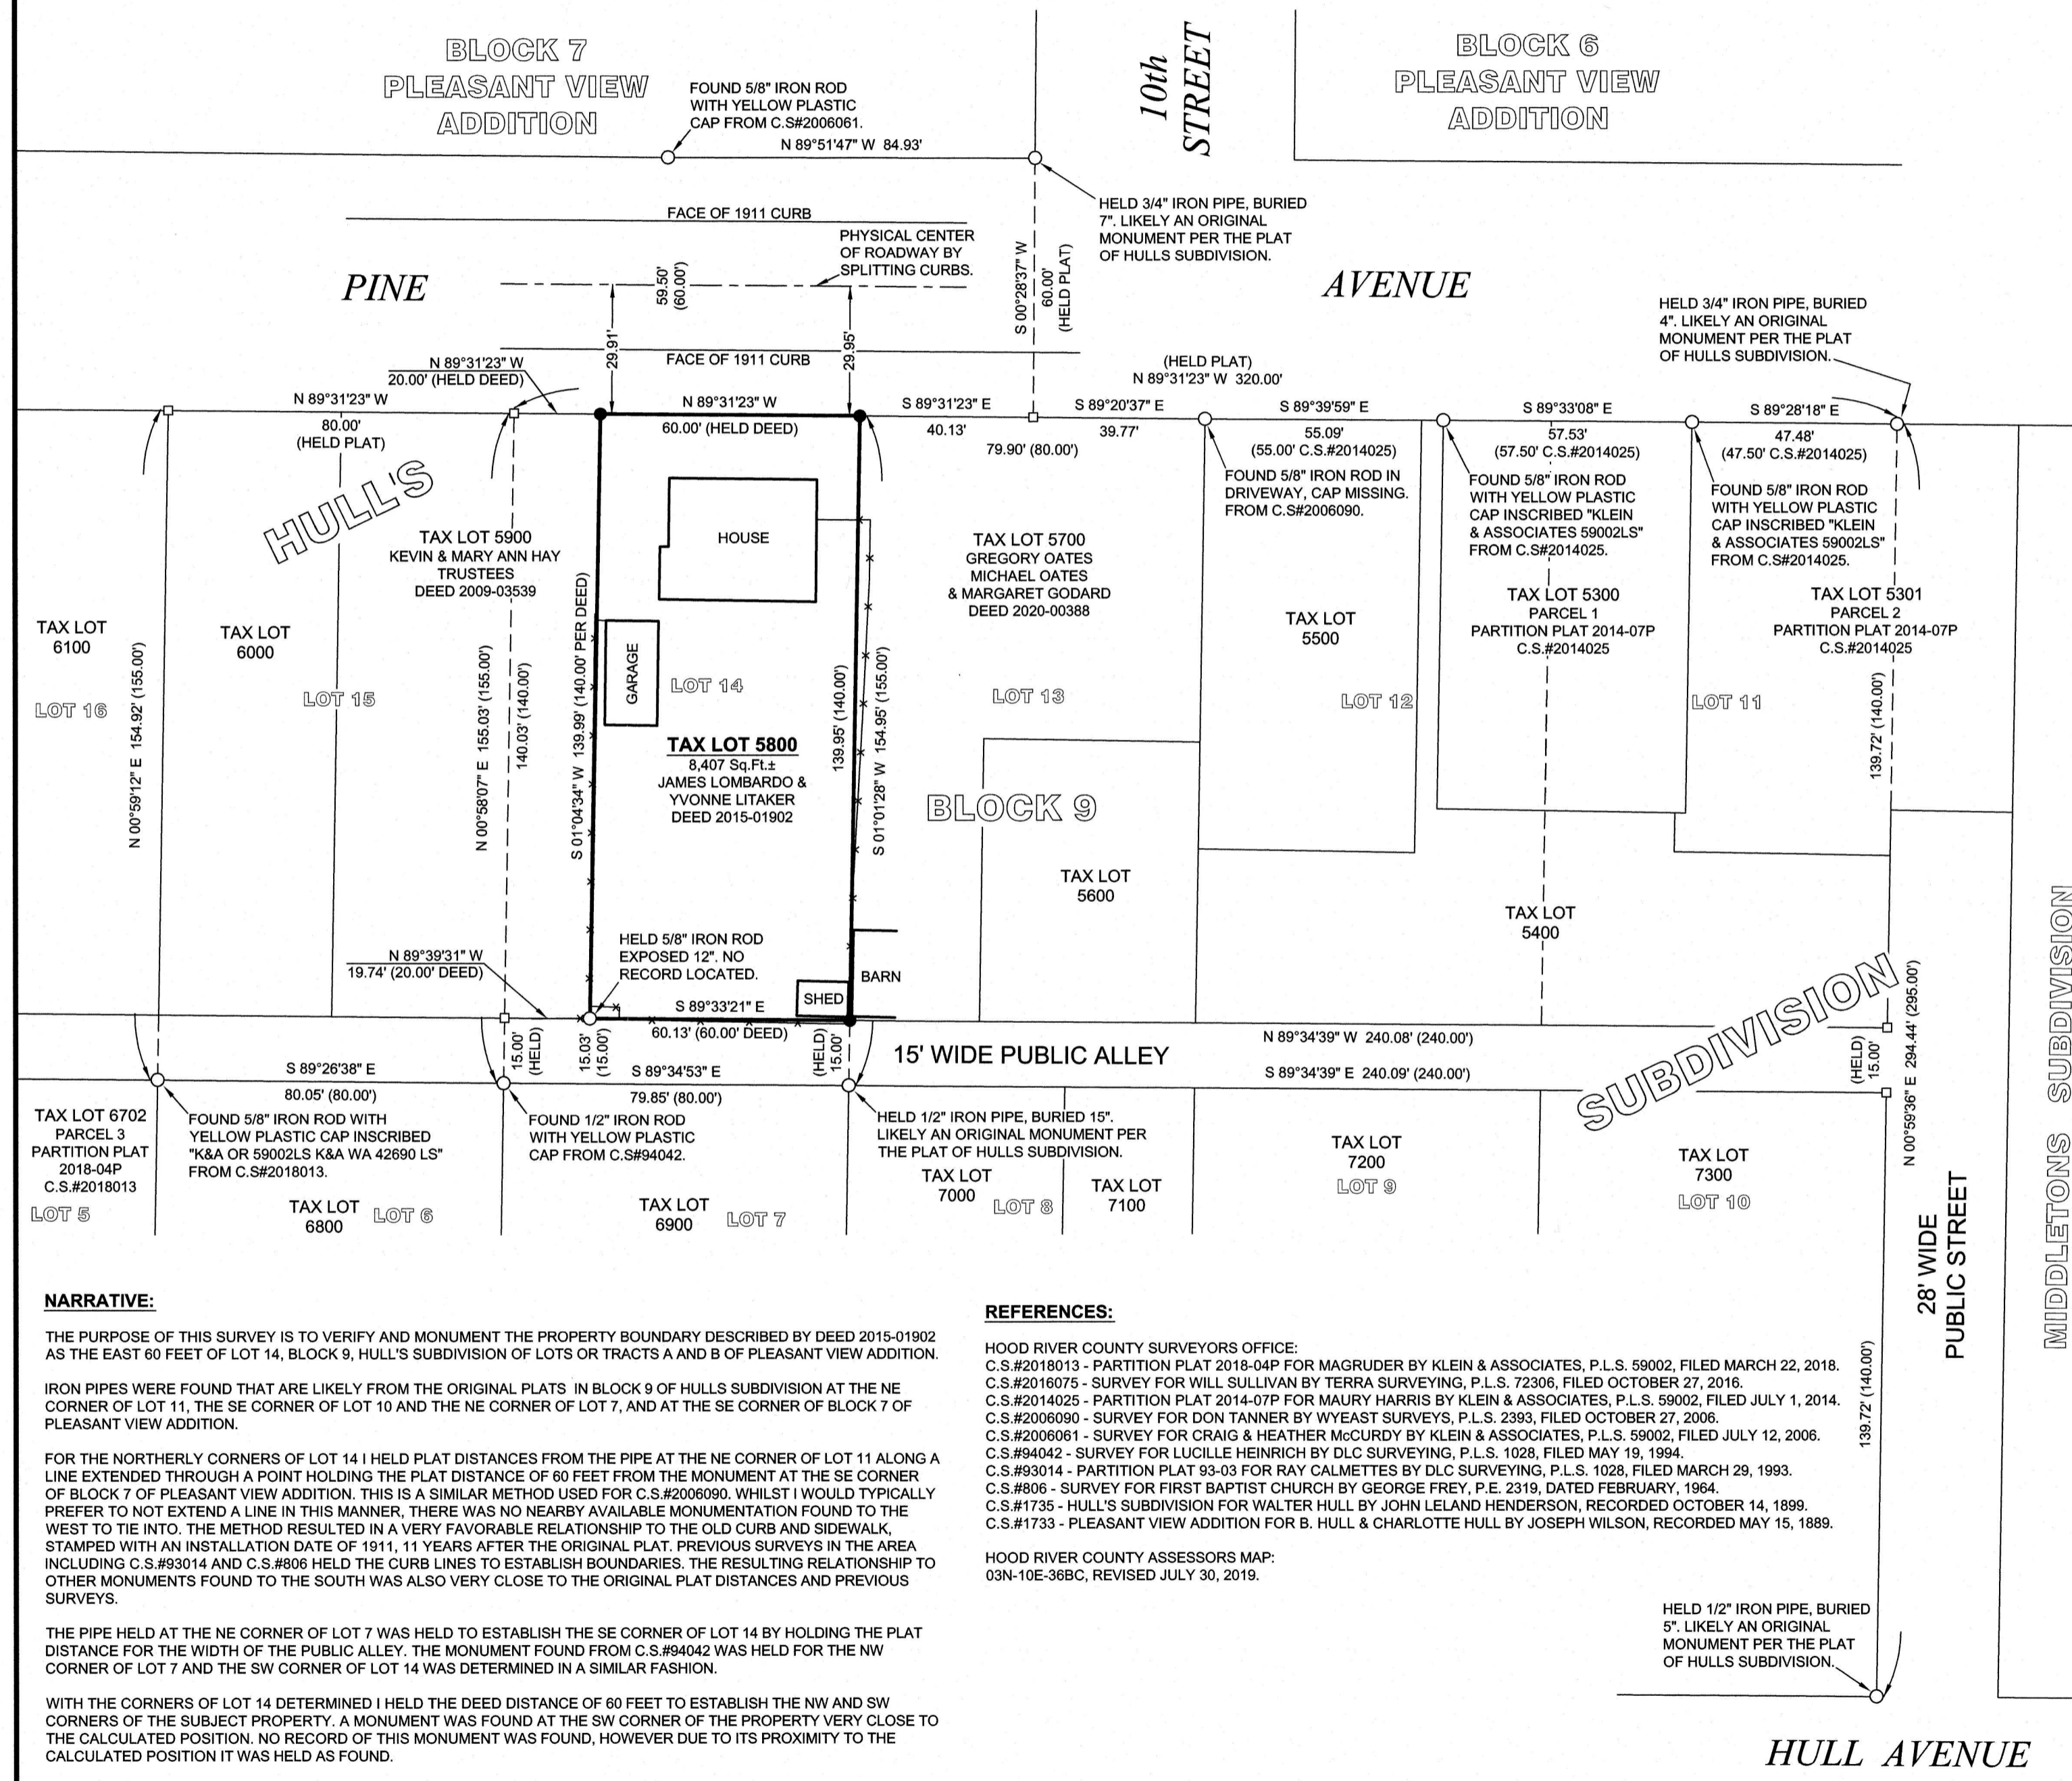 BLOCK 7
PLEASANT VIEW
ADDITION
FOUND 5/8" IRON ROD
WITH YELLOW PLASTIC
CAP FROM C.S#2006061.
N 89°51'47" W 84.93'
10th
STREET
BLOCK 6
PLEASANT VIEW
ADDITION
HELD 3/4" IRON PIPE, BURIED
7". LIKELY AN ORIGINAL
MONUMENT PER THE PLAT
OF HULLS SUBDIVISION.
FACE OF 1911 CURB
PHYSICAL CENTER
OF ROADWAY BY
SPLITTING CURBS.
PINE
59.50'
(60.00')
S 00°28'37" W
60.00'
(HELD PLAT)
AVENUE
HELD 3/4" IRON PIPE, BURIED
4". LIKELY AN ORIGINAL
MONUMENT PER THE PLAT
OF HULLS SUBDIVISION.
29.91'
29.95'
FACE OF 1911 CURB
N 89°31'23" W
20.00' (HELD DEED)
(HELD PLAT)
N 89°31'23" W 320.00'
N 89°31'23" W
80.00'
(HELD PLAT)
N 89°31'23" W
60.00' (HELD DEED)
S 89°31'23" E
40.13'
S 89°20'37" E
39.77'
79.90' (80.00')
S 89°39'59" E
55.09'
(55.00' C.S.#2014025)
S 89°33'08" E
57.53'
(57.50' C.S.#2014025)
S 89°28'18" E
47.48'
(47.50' C.S.#2014025)
FOUND 5/8" IRON ROD IN
DRIVEWAY, CAP MISSING.
FROM C.S#2006090.
FOUND 5/8" IRON ROD
WITH YELLOW PLASTIC
CAP INSCRIBED "KLEIN
& ASSOCIATES 59002LS"
FROM C.S#2014025.
FOUND 5/8" IRON ROD
WITH YELLOW PLASTIC
CAP INSCRIBED "KLEIN
& ASSOCIATES 59002LS"
FROM C.S#2014025.
HULL'S
TAX LOT 5900
KEVIN & MARY ANN HAY
TRUSTEES
DEED 2009-03539
HOUSE
TAX LOT 5700
GREGORY OATES
MICHAEL OATES
& MARGARET GODARD
DEED 2020-00388
TAX LOT
5500
TAX LOT 5300
PARCEL 1
PARTITION PLAT 2014-07P
C.S.#2014025
TAX LOT 5301
PARCEL 2
PARTITION PLAT 2014-07P
C.S.#2014025
TAX LOT
6100
LOT 16
N 00°59'12" E 154.92' (155.00')
TAX LOT
6000
LOT 15
N 00°58'07" E 155.03' (155.00')
140.03' (140.00')
S 01°04'34" W 139.99' (140.00' PER DEED)
GARAGE
LOT 14
TAX LOT 5800
8,407 Sq.Ft.±
JAMES LOMBARDO &
YVONNE LITAKER
DEED 2015-01902
139.95' (140.00')
S 01°01'28" W 154.95' (155.00')
LOT 13
LOT 12
LOT 11
139.72' (140.00')
BLOCK 9
TAX LOT
5600
TAX LOT
5400
SUBDIVISION
N 89°39'31" W
19.74' (20.00' DEED)
HELD 5/8" IRON ROD
EXPOSED 12". NO
RECORD LOCATED.
S 89°33'21" E
60.13' (60.00' DEED)
SHED
BARN
15.00'
(HELD)
15.03'
(15.00')
(HELD)
15.00'
15' WIDE PUBLIC ALLEY
N 89°34'39" W 240.08' (240.00')
S 89°34'39" E 240.09' (240.00')
(HELD)
15.00'
N 00°59'36" E 294.44' (295.00')
MIDDLETONS SUBDIVISION
S 89°26'38" E
80.05' (80.00')
S 89°34'53" E
79.85' (80.00')
TAX LOT 6702
PARCEL 3
PARTITION PLAT
2018-04P
C.S.#2018013
LOT 5
FOUND 5/8" IRON ROD WITH
YELLOW PLASTIC CAP INSCRIBED
"K&A OR 59002LS K&A WA 42690 LS"
FROM C.S#2018013.
FOUND 1/2" IRON ROD
WITH YELLOW PLASTIC
CAP FROM C.S#94042.
HELD 1/2" IRON PIPE, BURIED 15".
LIKELY AN ORIGINAL MONUMENT PER
THE PLAT OF HULLS SUBDIVISION.
TAX LOT
6800
LOT 6
TAX LOT
6900
LOT 7
TAX LOT
7000
LOT 8
TAX LOT
7100
TAX LOT
7200
LOT 9
TAX LOT
7300
LOT 10
28' WIDE
PUBLIC STREET
139.72' (140.00')
NARRATIVE:
THE PURPOSE OF THIS SURVEY IS TO VERIFY AND MONUMENT THE PROPERTY BOUNDARY DESCRIBED BY DEED 2015-01902
AS THE EAST 60 FEET OF LOT 14, BLOCK 9, HULL'S SUBDIVISION OF LOTS OR TRACTS A AND B OF PLEASANT VIEW ADDITION.
IRON PIPES WERE FOUND THAT ARE LIKELY FROM THE ORIGINAL PLATS IN BLOCK 9 OF HULLS SUBDIVISION AT THE NE
CORNER OF LOT 11, THE SE CORNER OF LOT 10 AND THE NE CORNER OF LOT 7, AND AT THE SE CORNER OF BLOCK 7 OF
PLEASANT VIEW ADDITION.
FOR THE NORTHERLY CORNERS OF LOT 14 I HELD PLAT DISTANCES FROM THE PIPE AT THE NE CORNER OF LOT 11 ALONG A
LINE EXTENDED THROUGH A POINT HOLDING THE PLAT DISTANCE OF 60 FEET FROM THE MONUMENT AT THE SE CORNER
OF BLOCK 7 OF PLEASANT VIEW ADDITION. THIS IS A SIMILAR METHOD USED FOR C.S.#2006090. WHILST I WOULD TYPICALLY
PREFER TO NOT EXTEND A LINE IN THIS MANNER, THERE WAS NO NEARBY AVAILABLE MONUMENTATION FOUND TO THE
WEST TO TIE INTO. THE METHOD RESULTED IN A VERY FAVORABLE RELATIONSHIP TO THE OLD CURB AND SIDEWALK,
STAMPED WITH AN INSTALLATION DATE OF 1911, 11 YEARS AFTER THE ORIGINAL PLAT. PREVIOUS SURVEYS IN THE AREA
INCLUDING C.S.#93014 AND C.S.#806 HELD THE CURB LINES TO ESTABLISH BOUNDARIES. THE RESULTING RELATIONSHIP TO
OTHER MONUMENTS FOUND TO THE SOUTH WAS ALSO VERY CLOSE TO THE ORIGINAL PLAT DISTANCES AND PREVIOUS
SURVEYS.
THE PIPE HELD AT THE NE CORNER OF LOT 7 WAS HELD TO ESTABLISH THE SE CORNER OF LOT 14 BY HOLDING THE PLAT
DISTANCE FOR THE WIDTH OF THE PUBLIC ALLEY. THE MONUMENT FOUND FROM C.S.#94042 WAS HELD FOR THE NW
CORNER OF LOT 7 AND THE SW CORNER OF LOT 14 WAS DETERMINED IN A SIMILAR FASHION.
WITH THE CORNERS OF LOT 14 DETERMINED I HELD THE DEED DISTANCE OF 60 FEET TO ESTABLISH THE NW AND SW
CORNERS OF THE SUBJECT PROPERTY. A MONUMENT WAS FOUND AT THE SW CORNER OF THE PROPERTY VERY CLOSE TO
THE CALCULATED POSITION. NO RECORD OF THIS MONUMENT WAS FOUND, HOWEVER DUE TO ITS PROXIMITY TO THE
CALCULATED POSITION IT WAS HELD AS FOUND.
REFERENCES:
HOOD RIVER COUNTY SURVEYORS OFFICE:
C.S.#2018013 - PARTITION PLAT 2018-04P FOR MAGRUDER BY KLEIN & ASSOCIATES, P.L.S. 59002, FILED MARCH 22, 2018.
C.S.#2016075 - SURVEY FOR WILL SULLIVAN BY TERRA SURVEYING, P.L.S. 72306, FILED OCTOBER 27, 2016.
C.S.#2014025 - PARTITION PLAT 2014-07P FOR MAURY HARRIS BY KLEIN & ASSOCIATES, P.L.S. 59002, FILED JULY 1, 2014.
C.S.#2006090 - SURVEY FOR DON TANNER BY WYEAST SURVEYS, P.L.S. 2393, FILED OCTOBER 27, 2006.
C.S.#2006061 - SURVEY FOR CRAIG & HEATHER McCURDY BY KLEIN & ASSOCIATES, P.L.S. 59002, FILED JULY 12, 2006.
C.S.#94042 - SURVEY FOR LUCILLE HEINRICH BY DLC SURVEYING, P.L.S. 1028, FILED MAY 19, 1994.
C.S.#93014 - PARTITION PLAT 93-03 FOR RAY CALMETTES BY DLC SURVEYING, P.L.S. 1028, FILED MARCH 29, 1993.
C.S.#806 - SURVEY FOR FIRST BAPTIST CHURCH BY GEORGE FREY, P.E. 2319, DATED FEBRUARY, 1964.
C.S.#1735 - HULL'S SUBDIVISION FOR WALTER HULL BY JOHN LELAND HENDERSON, RECORDED OCTOBER 14, 1899.
C.S.#1733 - PLEASANT VIEW ADDITION FOR B. HULL & CHARLOTTE HULL BY JOSEPH WILSON, RECORDED MAY 15, 1889.
HOOD RIVER COUNTY ASSESSORS MAP:
03N-10E-36BC, REVISED JULY 30, 2019.
HELD 1/2" IRON PIPE, BURIED
5". LIKELY AN ORIGINAL
MONUMENT PER THE PLAT
OF HULLS SUBDIVISION.
HULL AVENUE